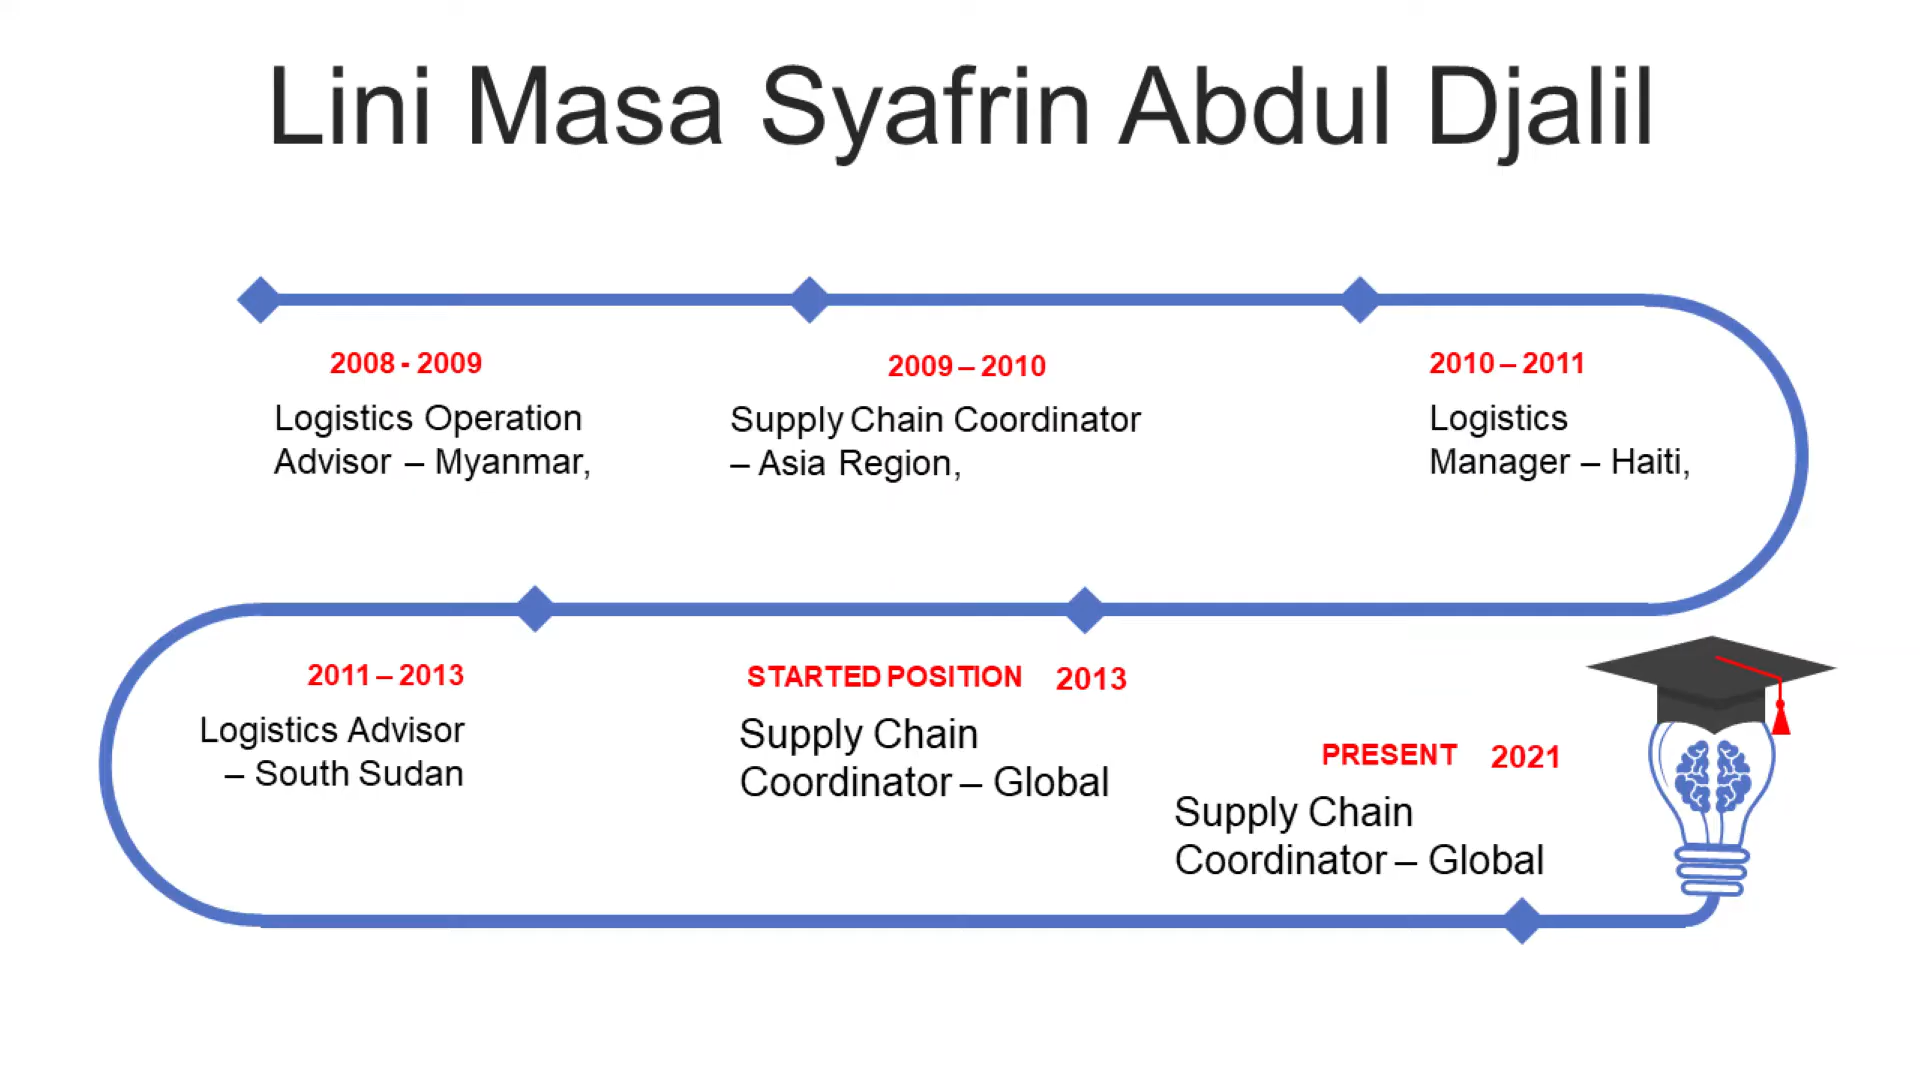 Lini Masa Syafrin Abdul Djalil
2008 - 2009
Logistics Operation
Advisor – Myanmar,
2009 – 2010
Supply Chain Coordinator
– Asia Region,
2010 – 2011
Logistics
Manager – Haiti,
2011 – 2013
Logistics Advisor
– South Sudan
STARTED POSITION 2013
Supply Chain
Coordinator – Global
PRESENT 2021
Supply Chain
Coordinator – Global